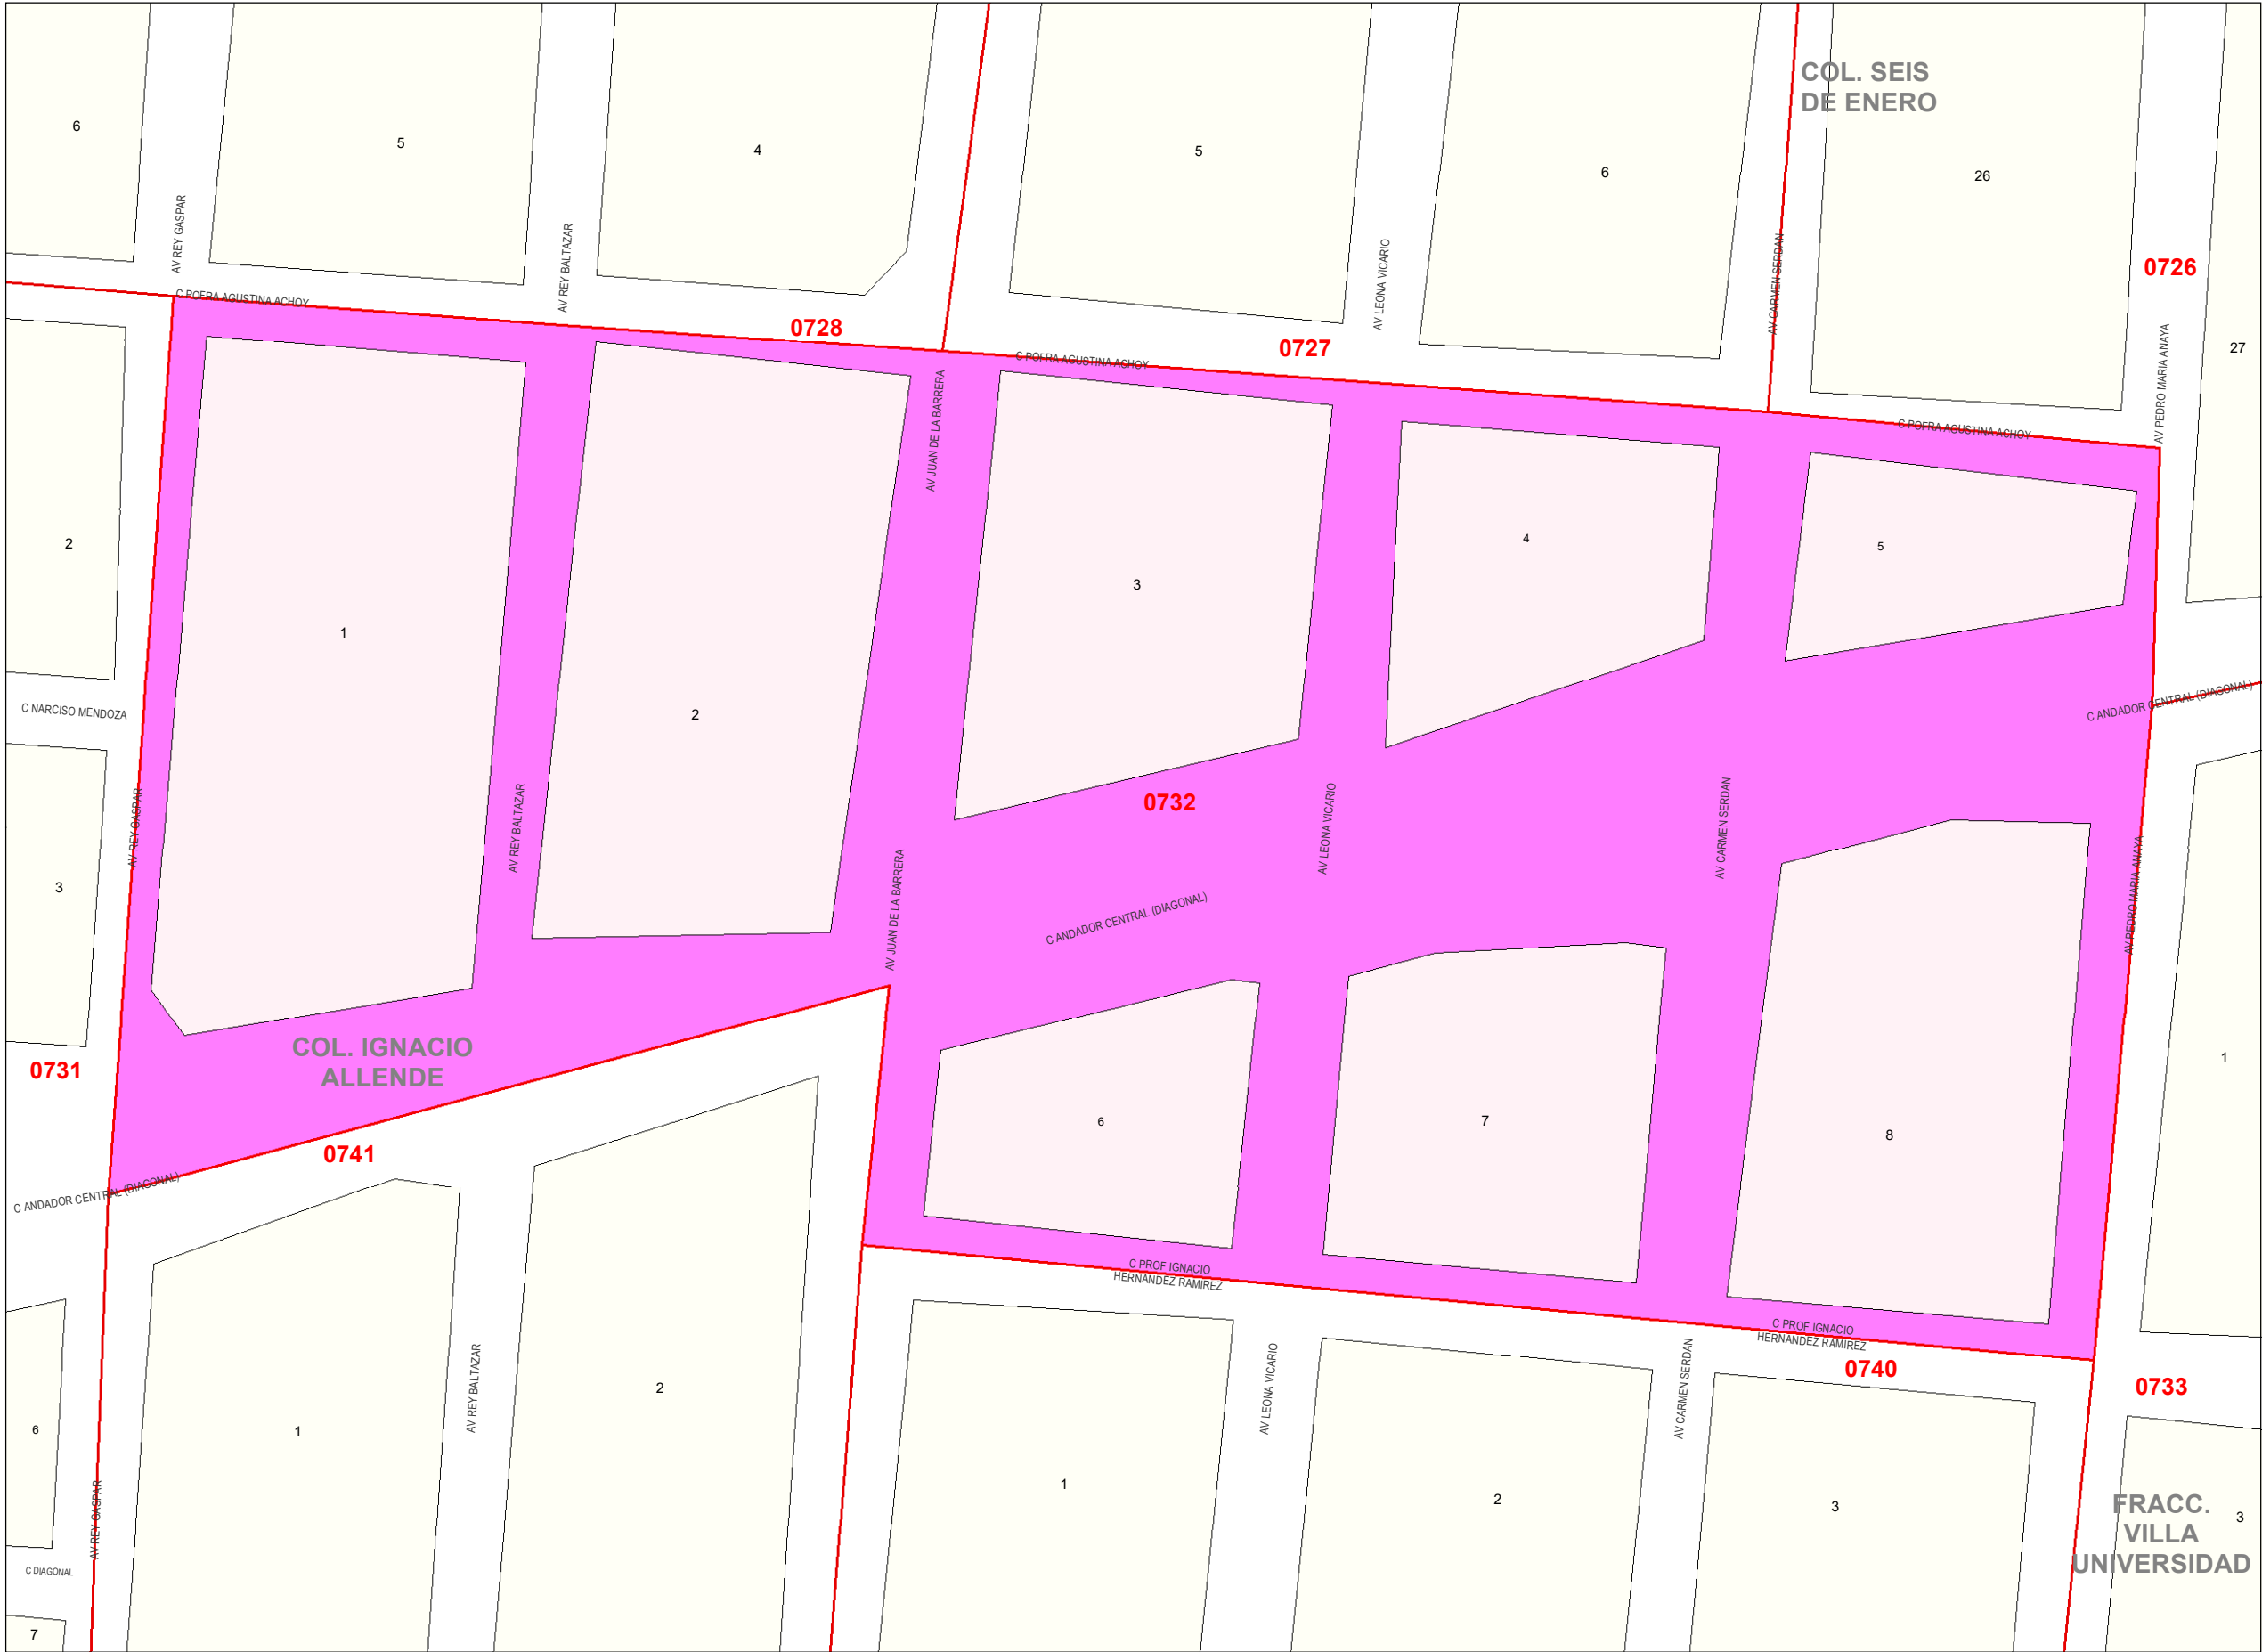 COL. SEIS
DE ENERO
6
5
4
5
6
26
AV REY GASPAR
AV REY BALTAZAR
AV LEONA VICARIO
AV CARMEN SERDAN
0726
C POFRA AGUSTINA ACHOY
0728
0727
C POFRA AGUSTINA ACHOY
27
AV PEDRO MARIA ANAYA
AV JUAN DE LA BARRERA
C POFRA AGUSTINA ACHOY
2
4
5
3
1
C NARCISO MENDOZA
2
C ANDADOR CENTRAL (DIAGONAL)
0732
AV REY GASPAR
AV REY BALTAZAR
AV LEONA VICARIO
AV CARMEN SERDAN
3
AV JUAN DE LA BARRERA
C ANDADOR CENTRAL (DIAGONAL)
AV PEDRO MARIA ANAYA
COL. IGNACIO
ALLENDE
0731
1
6
7
8
0741
C ANDADOR CENTRAL (DIAGONAL)
C PROF IGNACIO
HERNANDEZ RAMIREZ
C PROF IGNACIO
HERNANDEZ RAMIREZ
0740
0733
6
1
AV REY BALTAZAR
2
AV LEONA VICARIO
AV CARMEN SERDAN
1
2
3
3
FRACC.
VILLA
UNIVERSIDAD
AV REY GASPAR
C DIAGONAL
7